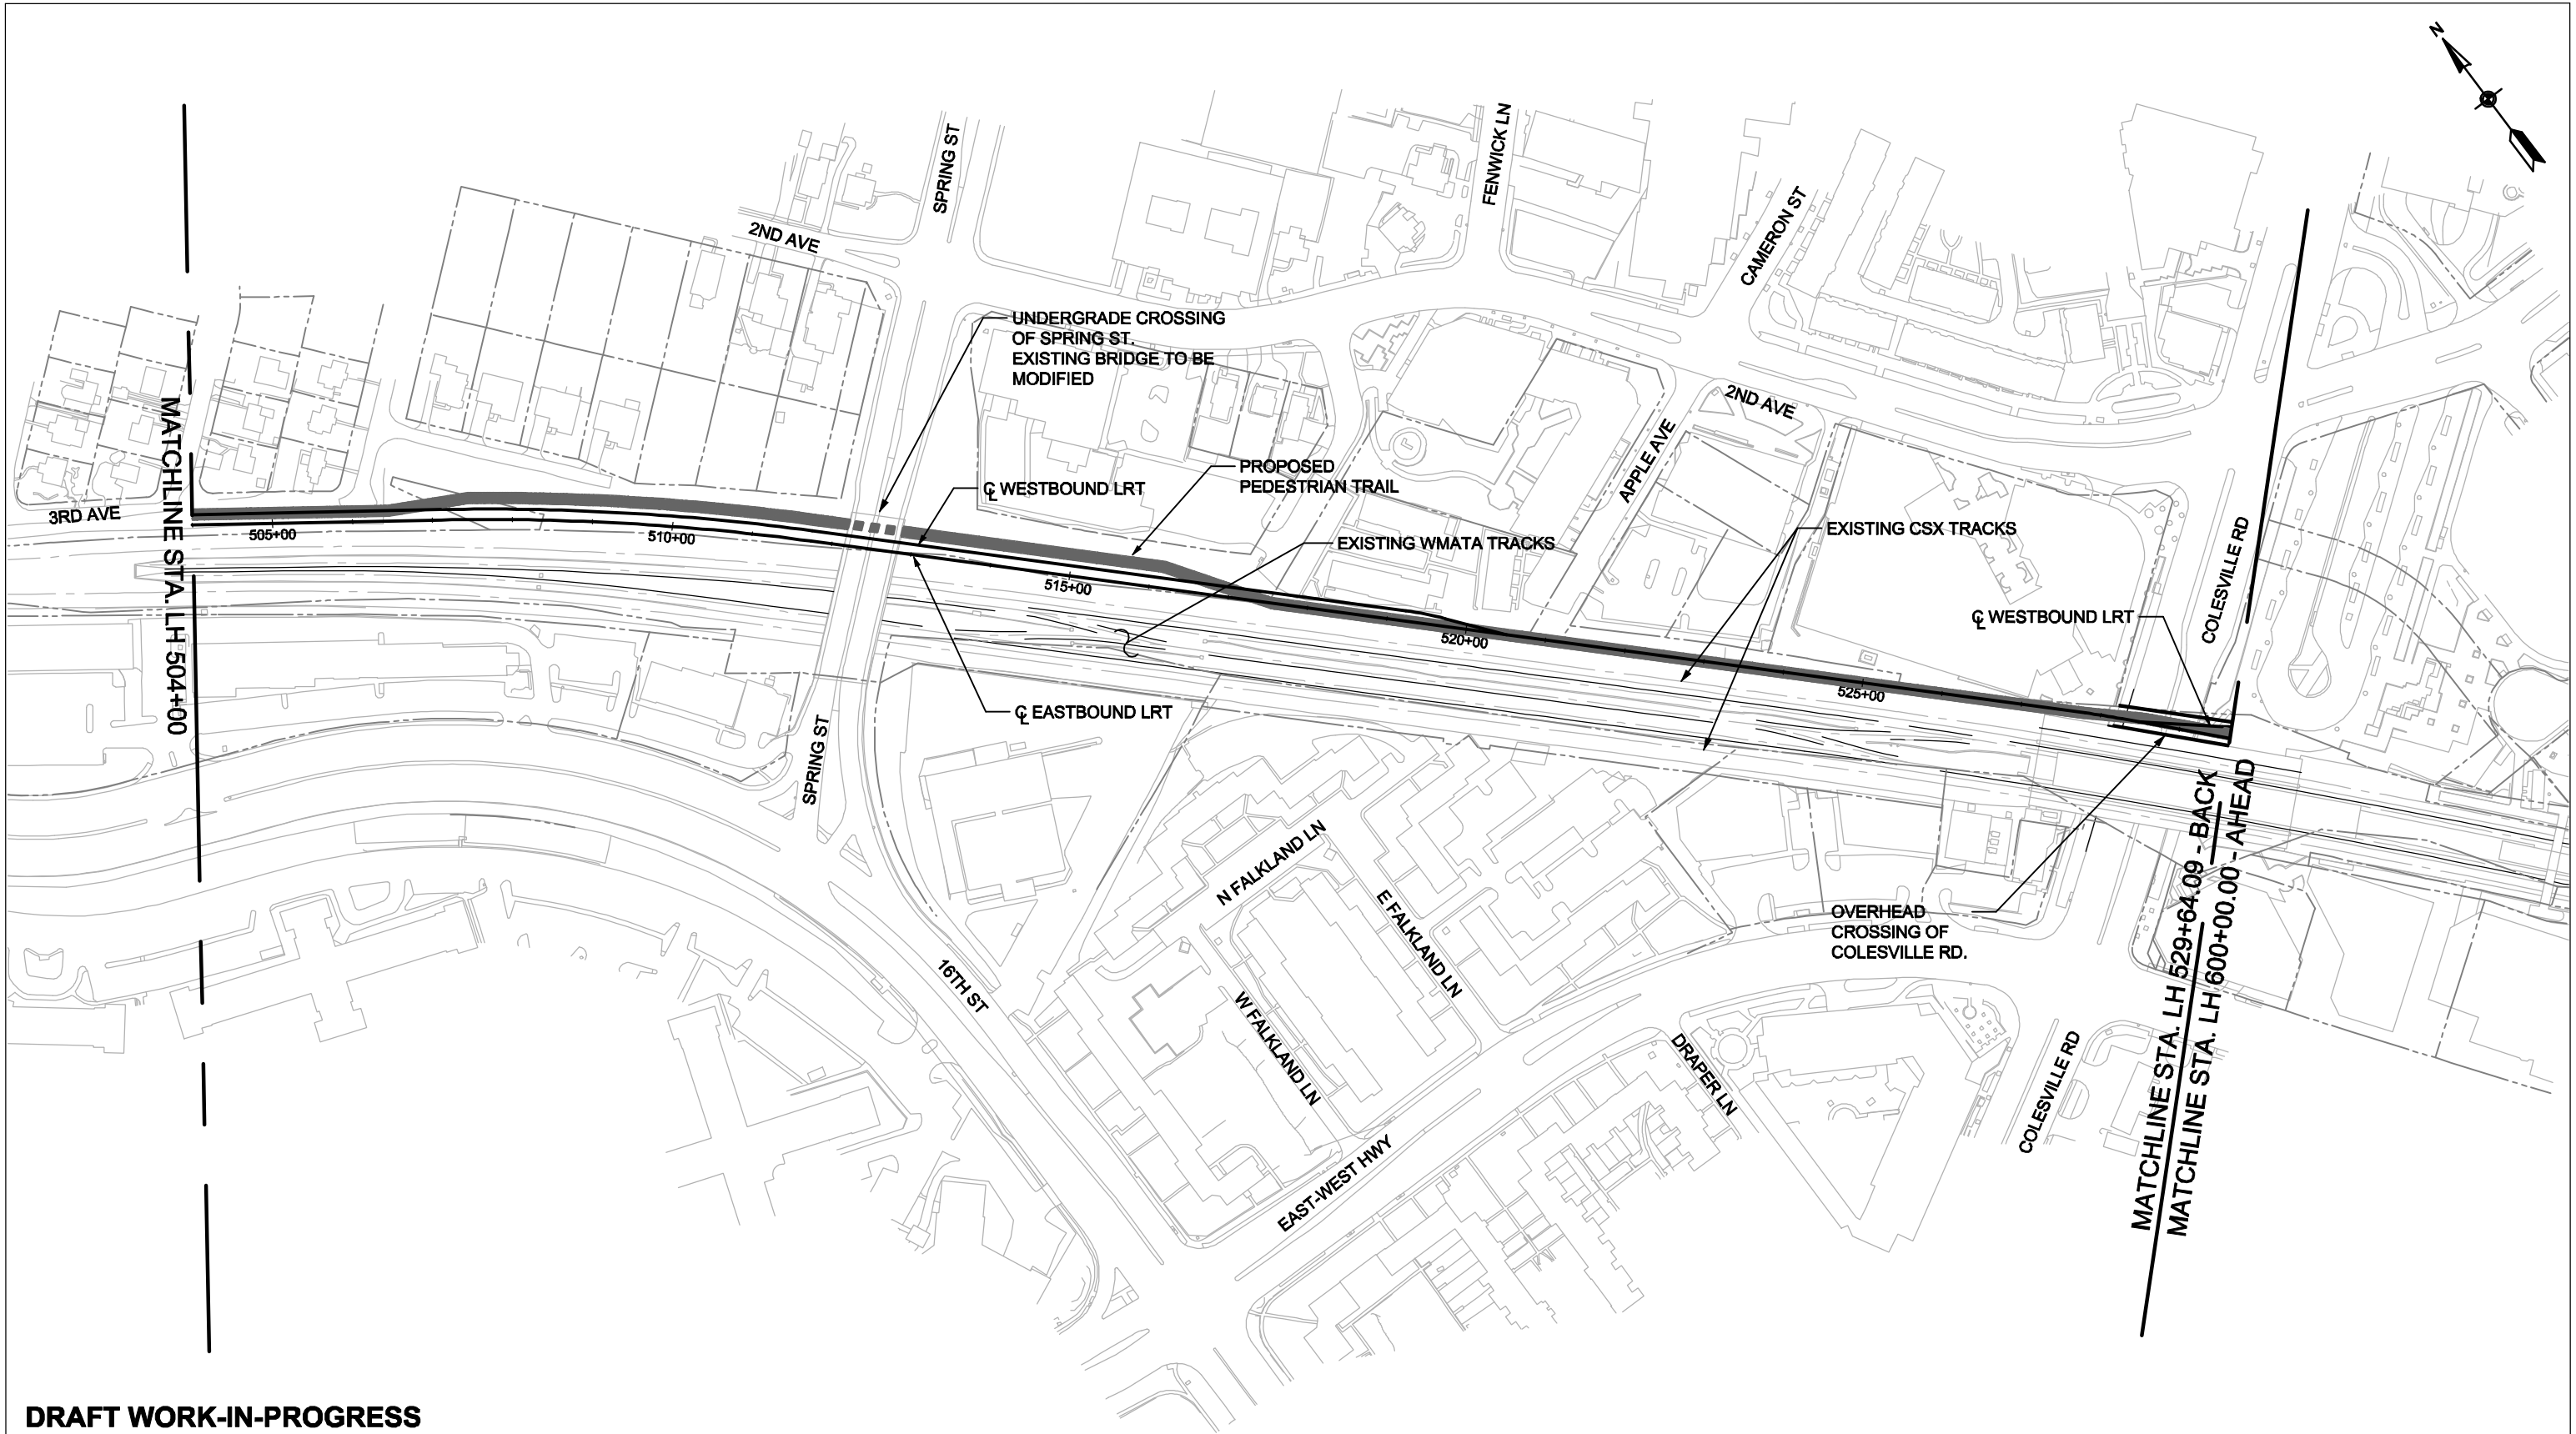 N
SPRING ST
FENWICK LN
2ND AVE
CAMERON ST
UNDERGRADE CROSSING
OF SPRING ST.
EXISTING BRIDGE TO BE
MODIFIED
2ND AVE
MATCHLINE STA. LH 504+00
APPLE AVE
PROPOSED
PEDESTRIAN TRAIL
℄ WESTBOUND LRT
3RD AVE
505+00
510+00
EXISTING WMATA TRACKS
EXISTING CSX TRACKS
COLESVILLE RD
515+00
℄ WESTBOUND LRT
520+00
525+00
℄ EASTBOUND LRT
SPRING ST
N FALKLAND LN
E FALKLAND LN
OVERHEAD
CROSSING OF
COLESVILLE RD.
16TH ST
W FALKLAND LN
DRAPER LN
COLESVILLE RD
EAST-WEST HWY
MATCHLINE STA. LH 529+64.09 - BACK
MATCHLINE STA. LH 600+00.00 - AHEAD
DRAFT WORK-IN-PROGRESS